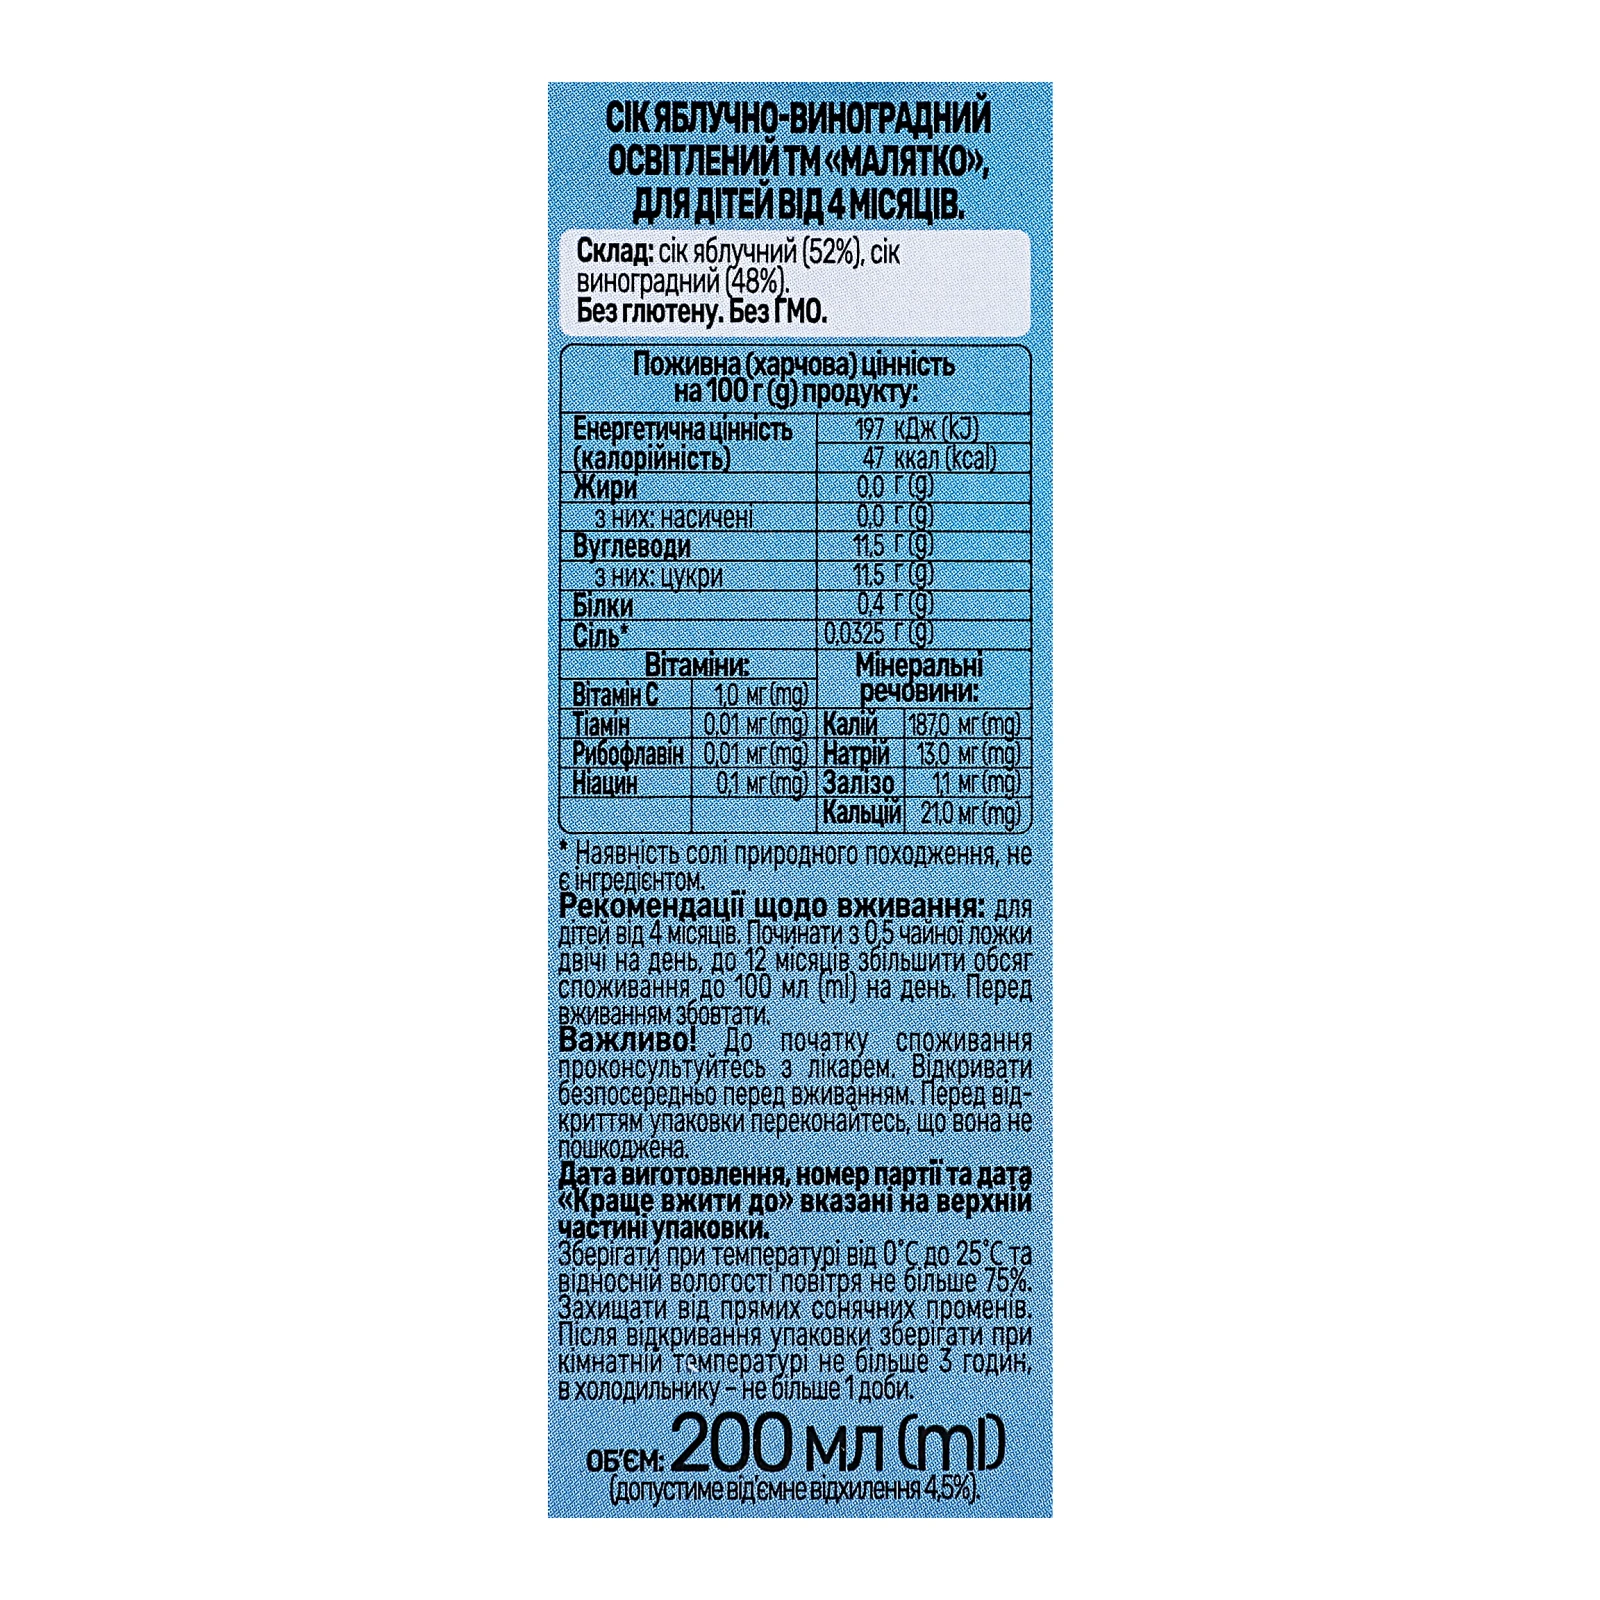 СІК ЯБЛУЧНО-ВИНОГРАДНИЙ
ОСВІТЛЕНИЙ ТМ «МАЛЯТКО»,
ДЛЯ ДІТЕЙ ВІД 4 МІСЯЦІВ.
Склад: сік яблучний (52%), сік
виноградний (48%).
Без глютену. Без ГМО.
Поживна (харчова) цінність
на 100 г (g) продукту:
Енергетична цінність 197 кДж (kJ)
(калорійність) 47 ккал (kcal)
Жири 0,0 г (g)
з них: насичені 0,0 г (g)
Вуглеводи 11,5 г (g)
з них: цукри 11,5 г (g)
Білки 0,4 г (g)
Сіль* 0,0325 г (g)
Вітаміни: Мінеральні
речовини:
Вітамін С 1,0 мг (mg)
Тіамін 0,01 мг (mg) Калій 187,0 мг (mg)
Рибофлавін 0,01 мг (mg) Натрій 13,0 мг (mg)
Ніацин 0,1 мг (mg) Залізо 1,1 мг (mg)
Кальцій 21,0 мг (mg)
* Наявність солі природного походження, не
є інгредієнтом.
Рекомендації щодо вживання: для
дітей від 4 місяців. Починати з 0,5 чайної ложки
двічі на день, до 12 місяців збільшити обсяг
споживання до 100 мл (ml) на день. Перед
вживанням збовтати.
Важливо! До початку споживання
проконсультуйтесь з лікарем. Відкривати
безпосередньо перед вживанням. Перед від-
криттям упаковки переконайтесь, що вона не
пошкоджена.
Дата виготовлення, номер партії та дата
«Краще вжити до» вказані на верхній
частині упаковки.
Зберігати при температурі від 0°С до 25°С та
відносній вологості повітря не більше 75%.
Захищати від прямих сонячних променів.
Після відкривання упаковки зберігати при
кімнатній температурі не більше 3 годин,
в холодильнику – не більше 1 доби.
ОБ'ЄМ: 200 мл (ml)
(допустиме від'ємне відхилення 4,5%).